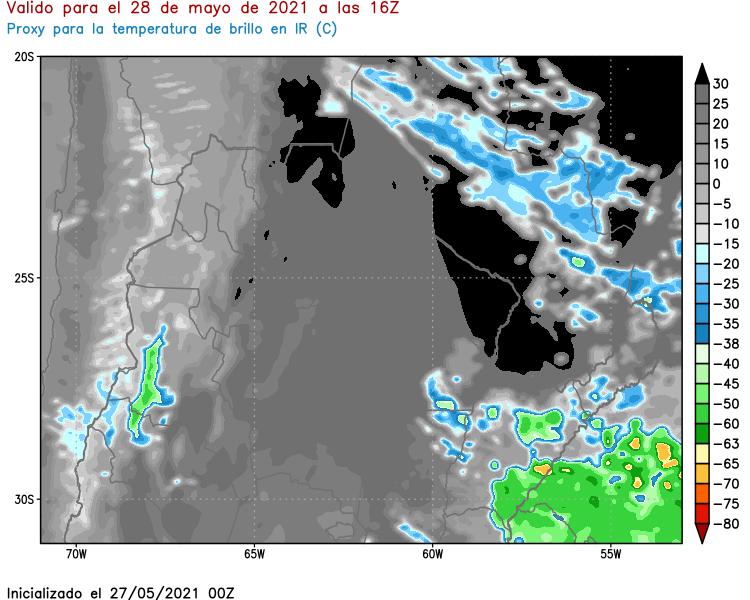 Valido para el 28 de mayo de 2021 a las 16Z
Proxy para la temperatura de brillo en IR (C)
20S
25S
30S
70W
65W
60W
55W
30
25
20
15
10
0
−5
−10
−15
−20
−25
−30
−35
−38
−40
−45
−50
−60
−63
−65
−70
−75
−80
Inicializado el 27/05/2021 00Z